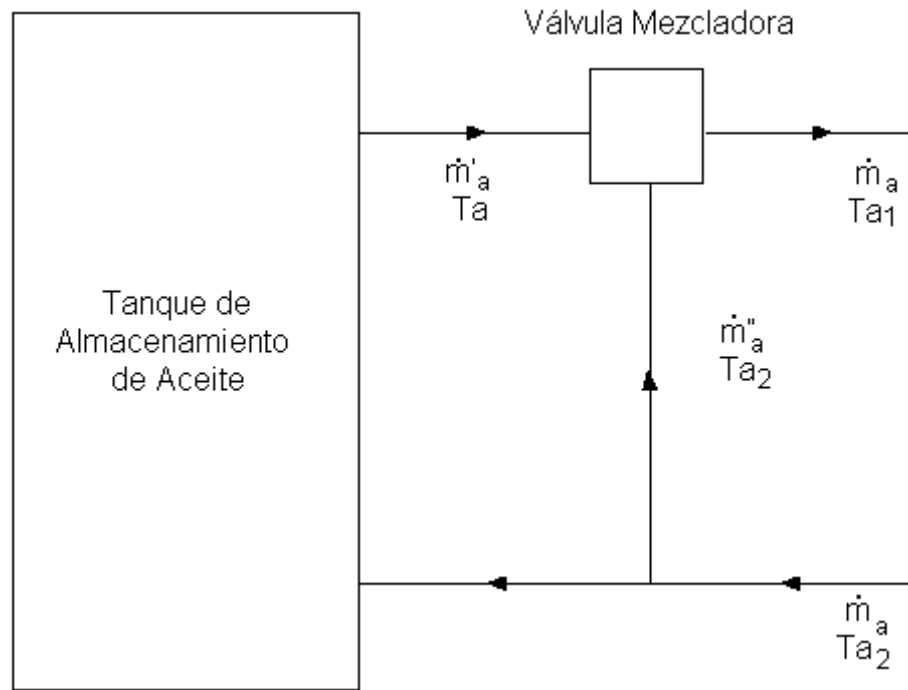 Válvula Mezcladora
ṁ'a
Ta
ṁa
Ta1
Tanque de
Almacenamiento
de Aceite
ṁ"a
Ta2
ṁa
Ta2